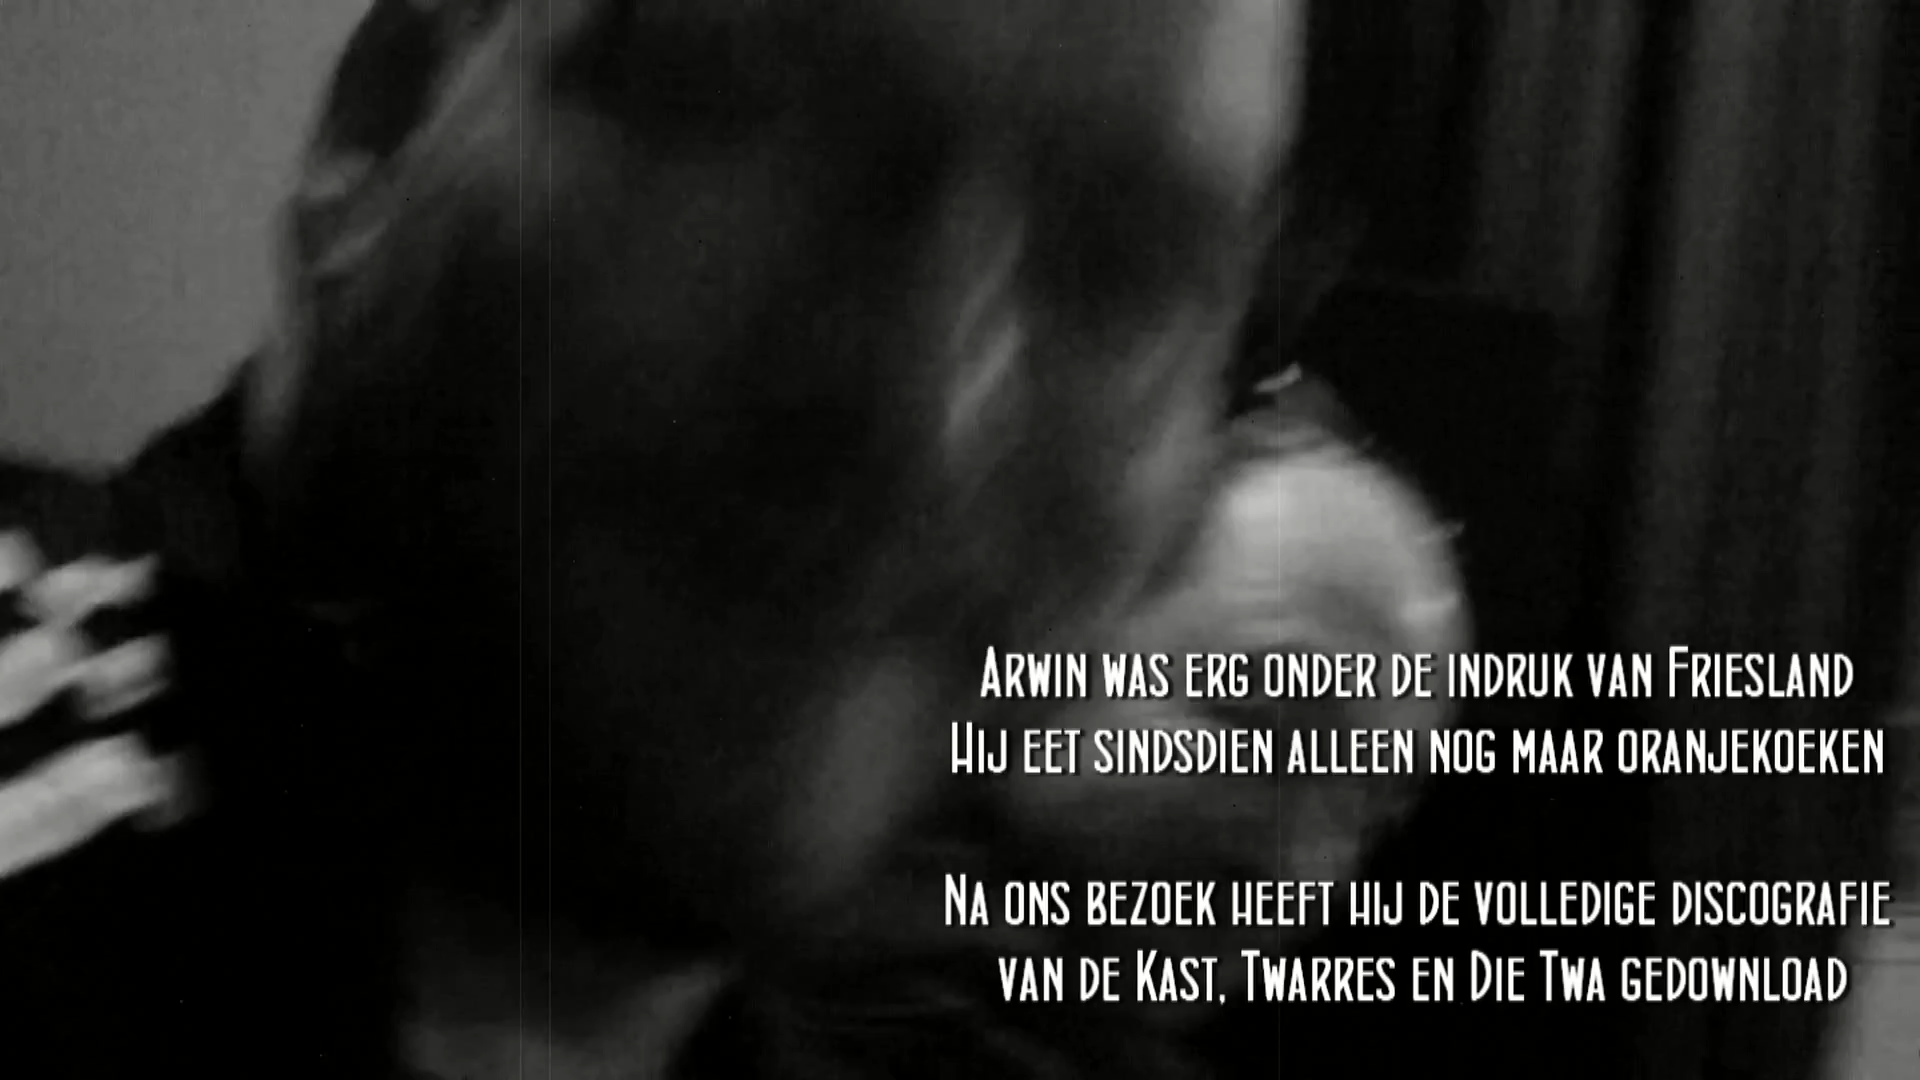 Arwin was erg onder de indruk van Friesland
Hij eet sindsdien alleen nog maar oranjekoeken
Na ons bezoek heeft hij de volledige discografie
van de Kast, Twarres en Die Twa gedownload